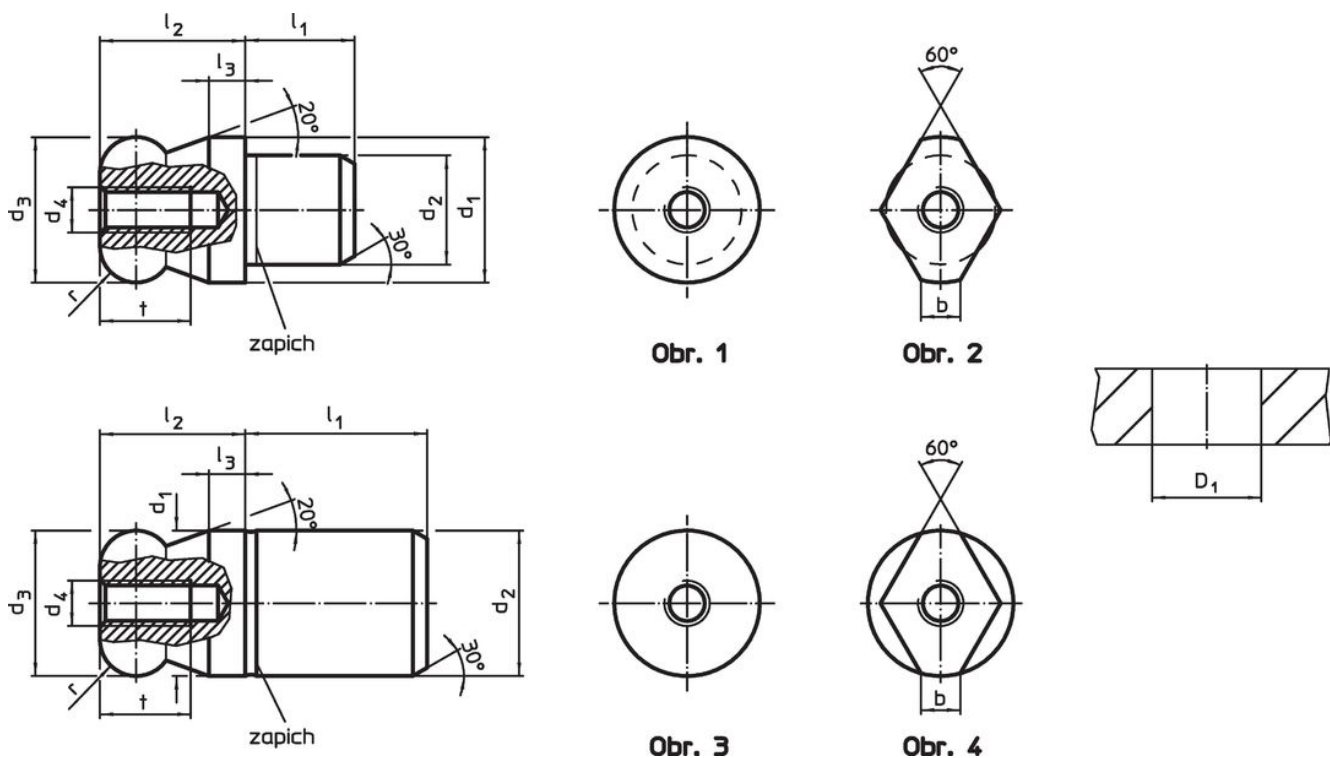 l2 l1
l3
20°
d3
d4
d2
d1
30°
r
t
zapich
Obr. 1
60°
b
Obr. 2
l2 l1
l3
d1
20°
d3
d4
d2
30°
r
t
zapich
Obr. 3
60°
b
Obr. 4
D1